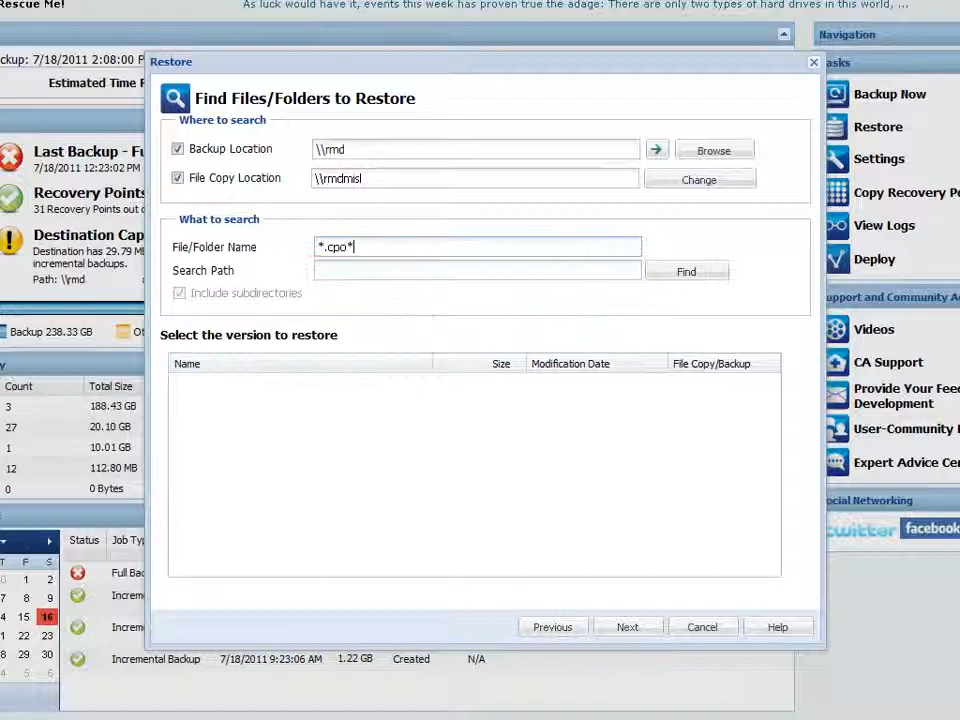 Rescue Me!
As luck would have it, events this week has proven true the adage: There are only two types of hard drives in this world, ...
Navigation
ckup: 7/18/2011 2:08:00 P
Estimated Time R
Restore
asks
Find Files/Folders to Restore
Where to search
Backup Location
\\rmd
Browse
File Copy Location
\\rmdmisl
Change
What to search
File/Folder Name
*.cpo*
Search Path
Find
Include subdirectories
Select the version to restore
Name Size Modification Date File Copy/Backup
Previous Next Cancel Help
Last Backup - Fu
7/18/2011 12:23:02 PM
Recovery Points
31 Recovery Points out o
Destination Cap
Destination has 29.79 M
incremental backups.
Path: \\rmd
Backup 238.33 GB
y
Count Total Size
3 188.43 GB
27 20.10 GB
1 10.01 GB
12 112.80 MB
0 0 Bytes
s
T F S
0 1 2
7 8 9
4 15 16
1 22 23
8 29 30
4 5 6
Status Job Typ
Full Bac
Increm
Increm
Incremental Backup 7/18/2011 9:23:06 AM 1.22 GB Created N/A
Backup Now
Restore
Settings
Copy Recovery Po
View Logs
Deploy
upport and Community A
Videos
CA Support
Provide Your Feed
Development
User-Community
Expert Advice Cen
ocial Networking
twitter
facebook